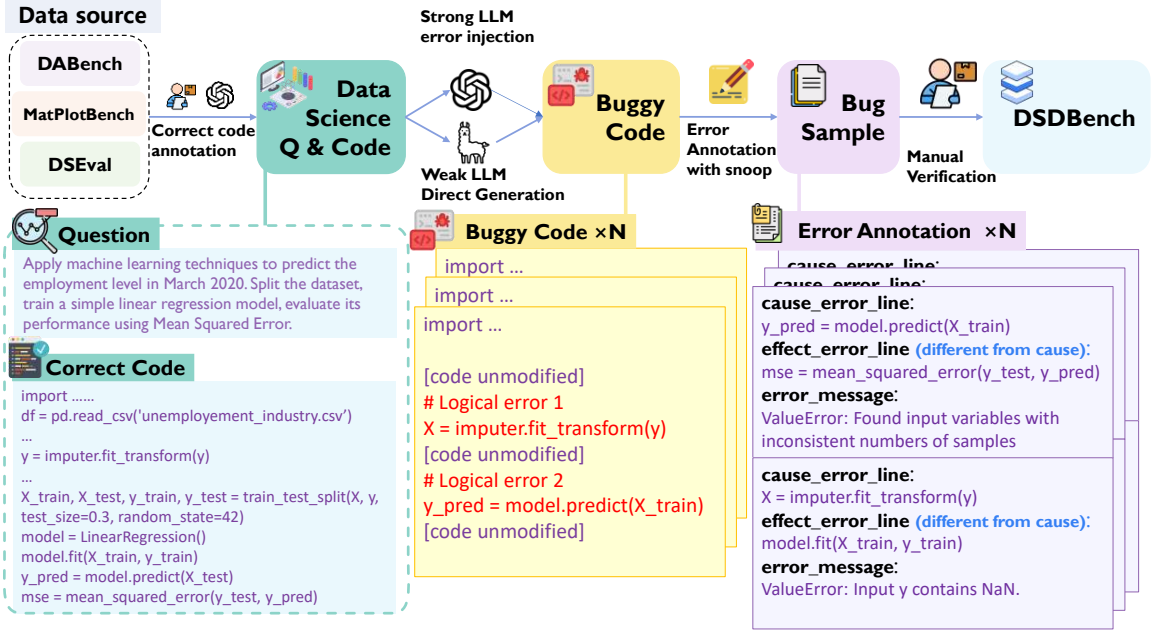 Data source
DABench
MatPlotBench
DSEval
Correct code
annotation
Data
Science
Q & Code
Strong LLM
error injection
Weak LLM
Direct Generation
Buggy
Code
Error
Annotation
with snoop
Bug
Sample
Manual
Verification
DSDBench
Question
Apply machine learning techniques to predict the
employment level in March 2020. Split the dataset,
train a simple linear regression model, evaluate its
performance using Mean Squared Error.
Correct Code
import ......
df = pd.read_csv('unemployement_industry.csv')
...
y = imputer.fit_transform(y)
...
X_train, X_test, y_train, y_test = train_test_split(X, y,
test_size=0.3, random_state=42)
model = LinearRegression()
model.fit(X_train, y_train)
y_pred = model.predict(X_test)
mse = mean_squared_error(y_test, y_pred)
Buggy Code ×N
import ...
import ...
import ...
[code unmodified]
# Logical error 1
X = imputer.fit_transform(y)
[code unmodified]
# Logical error 2
y_pred = model.predict(X_train)
[code unmodified]
Error Annotation ×N
cause_error_line:
cause_error_line:
cause_error_line:
y_pred = model.predict(X_train)
effect_error_line (different from cause):
mse = mean_squared_error(y_test, y_pred)
error_message:
ValueError: Found input variables with
inconsistent numbers of samples
cause_error_line:
X = imputer.fit_transform(y)
effect_error_line (different from cause):
model.fit(X_train, y_train)
error_message:
ValueError: Input y contains NaN.